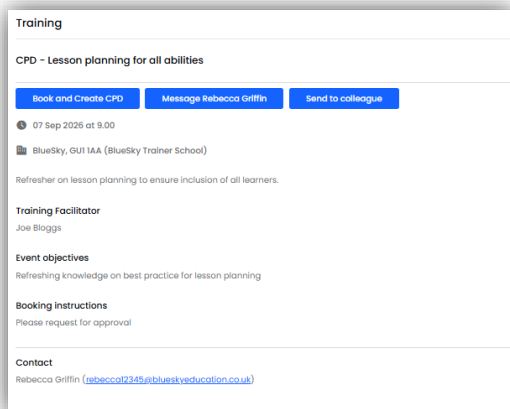 Training
CPD - Lesson planning for all abilities
Book and Create CPD Message Rebecca Griffin Send to colleague
07 Sep 2026 at 9.00
BlueSky, GU1 1AA (BlueSky Trainer School)
Refresher on lesson planning to ensure inclusion of all learners.
Training Facilitator
Joe Bloggs
Event objectives
Refreshing knowledge on best practice for lesson planning
Booking instructions
Please request for approval
Contact
Rebecca Griffin (rebecca12345@blueskyeducation.co.uk)